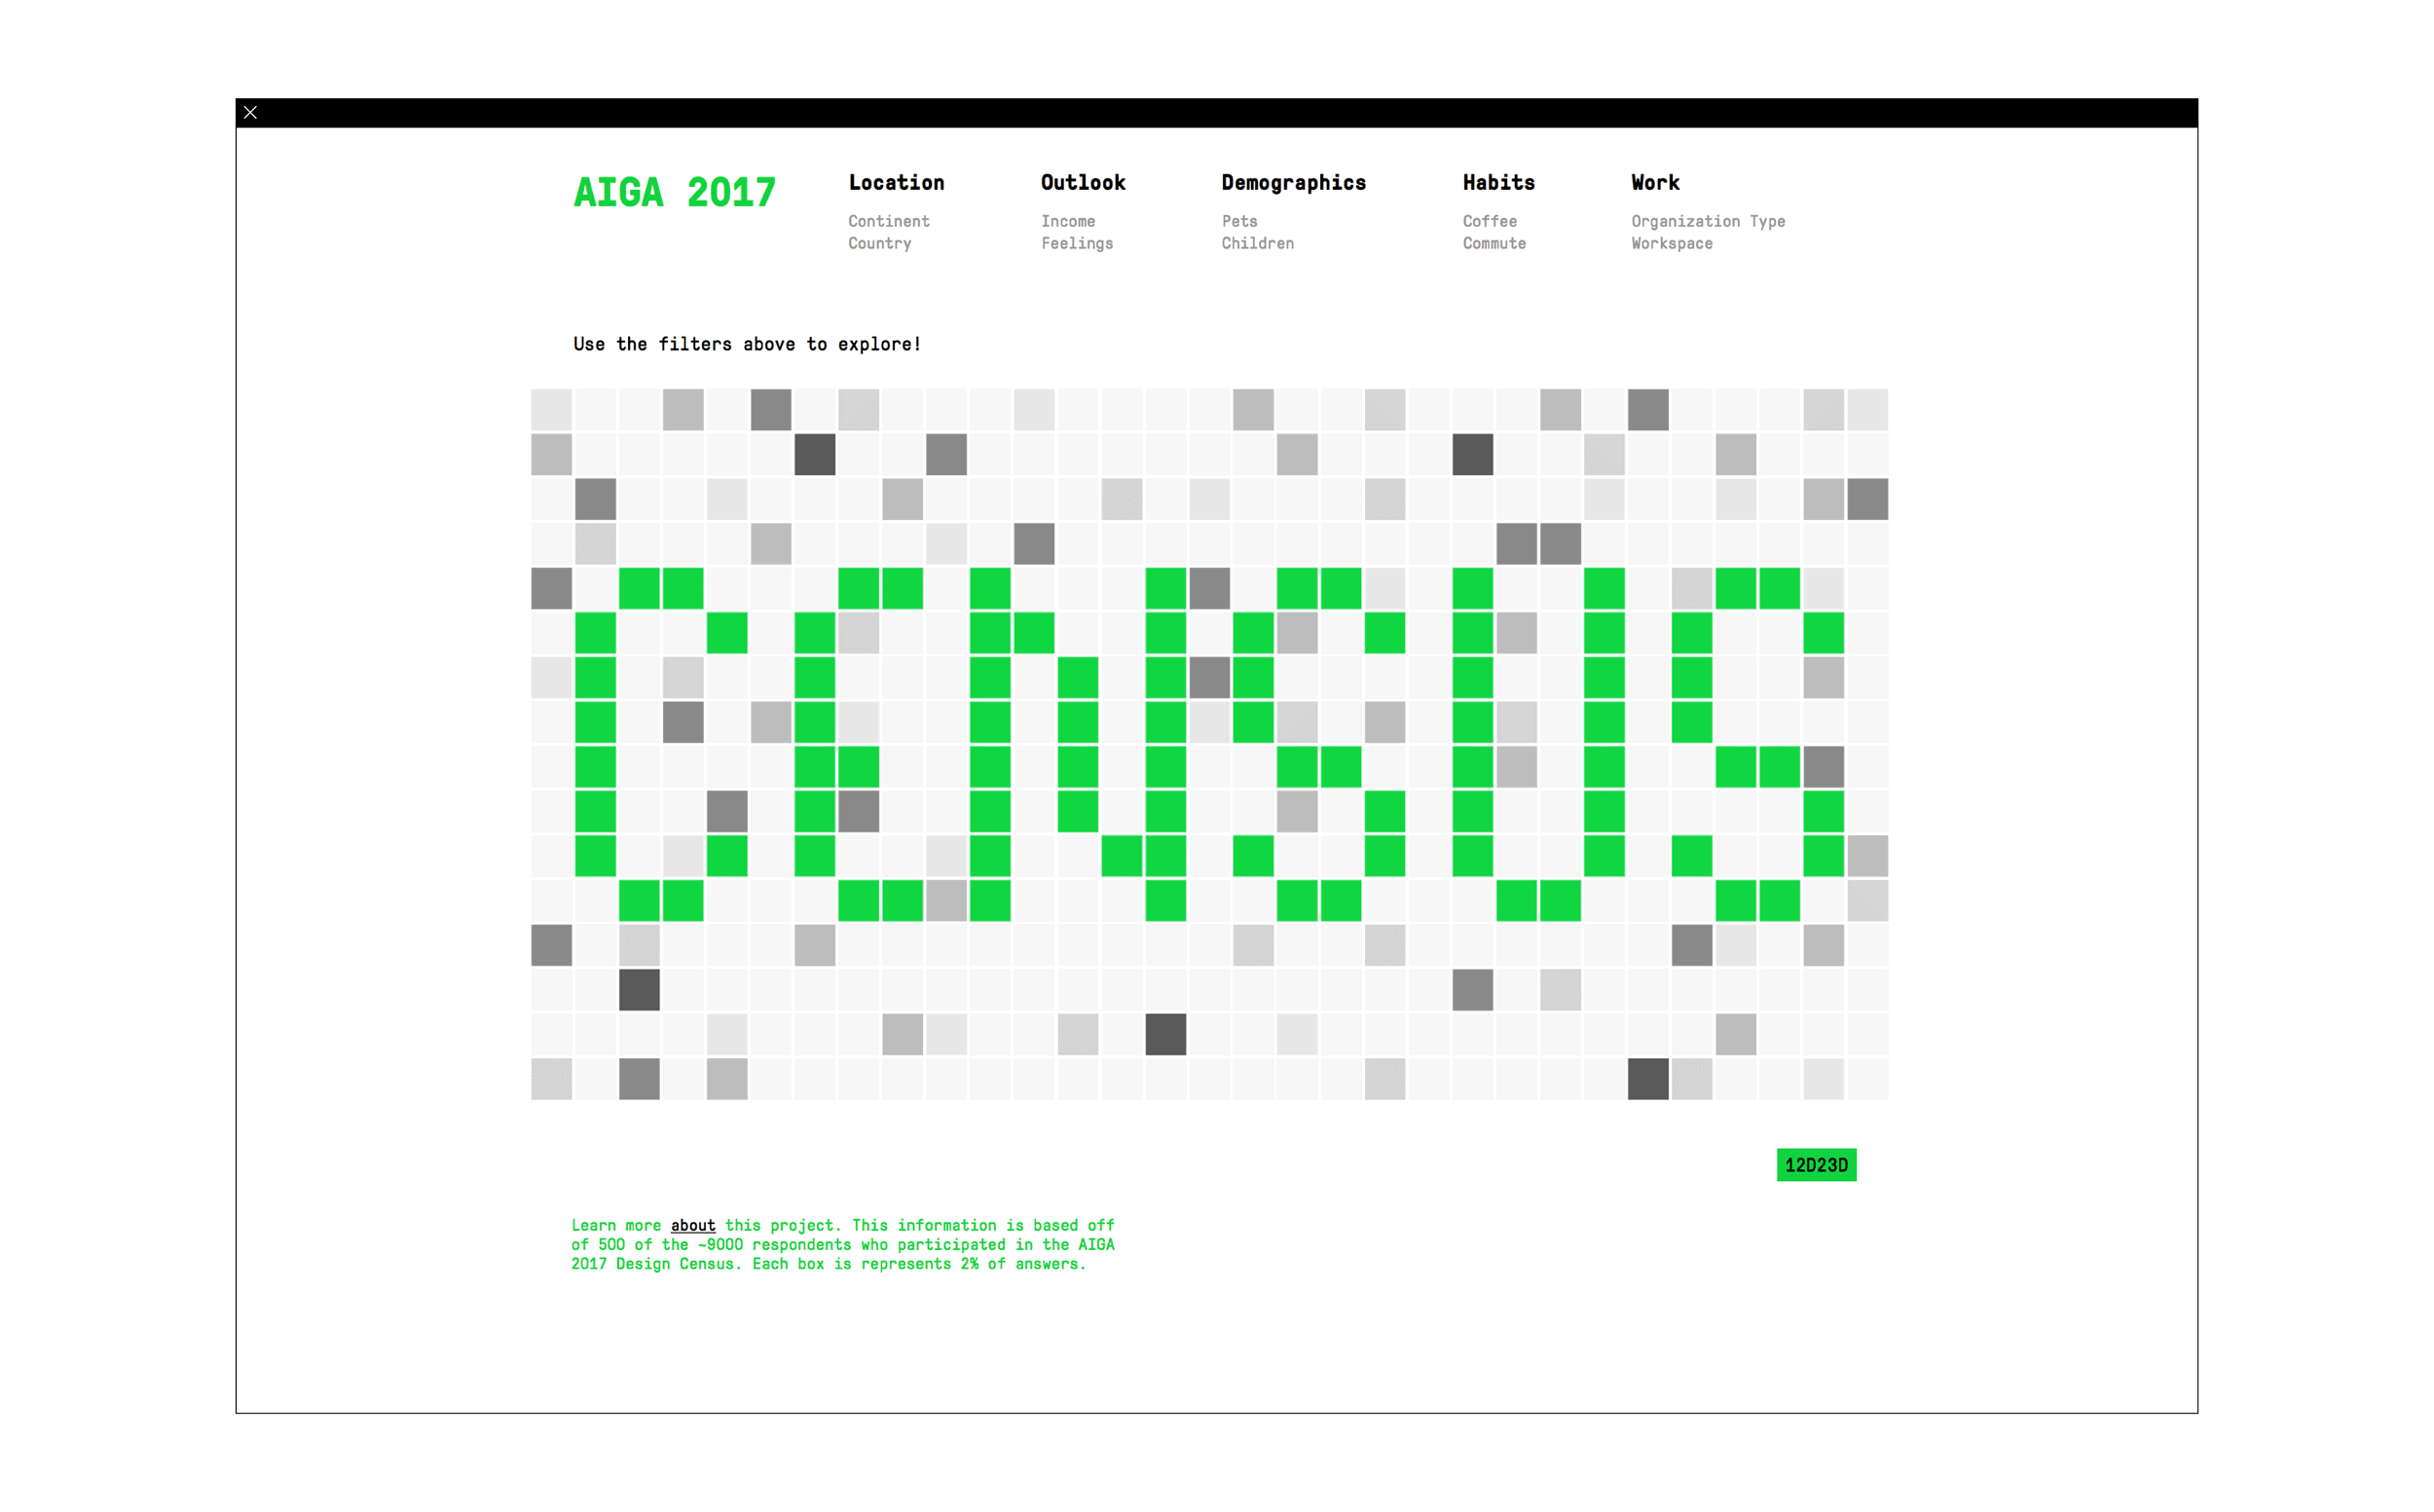 AIGA 2017
Location
Continent
Country
Outlook
Income
Feelings
Demographics
Pets
Children
Habits
Coffee
Commute
Work
Organization Type
Workspace
Use the filters above to explore!
CENSUS
12D23D
Learn more about this project. This information is based off
of 500 of the ~9000 respondents who participated in the AIGA
2017 Design Census. Each box is represents 2% of answers.